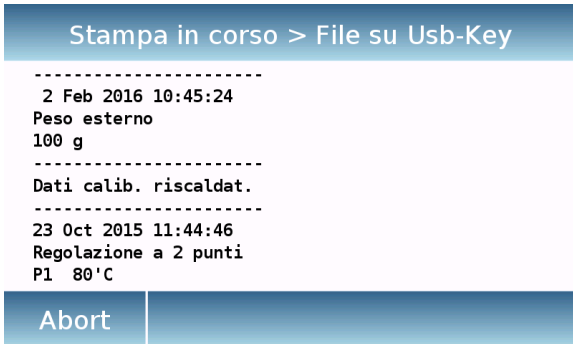 Stampa in corso > File su Usb-Key
-----------------------
2 Feb 2016 10:45:24
Peso esterno
100 g
-----------------------
Dati calib. riscaldat.
-----------------------
23 Oct 2015 11:44:46
Regolazione a 2 punti
P1  80'C
Abort